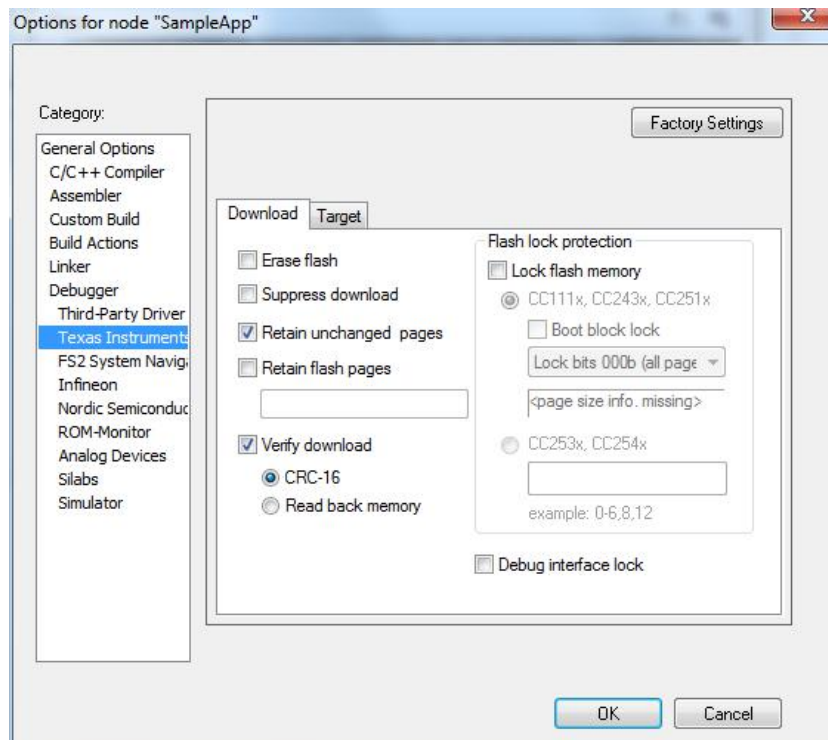 Options for node "SampleApp"
Category:
General Options
C/C++ Compiler
Assembler
Custom Build
Build Actions
Linker
Debugger
Third-Party Driver
Texas Instruments
FS2 System Naviga
Infineon
Nordic Semiconduc
ROM-Monitor
Analog Devices
Silabs
Simulator
Factory Settings
Download
Target
Erase flash
Suppress download
Retain unchanged pages
Retain flash pages
Verify download
CRC-16
Read back memory
Flash lock protection
Lock flash memory
CC111x, CC243x, CC251x
Boot block lock
Lock bits 000b (all page
<page size info. missing>
CC253x, CC254x
example: 0-6,8,12
Debug interface lock
OK
Cancel